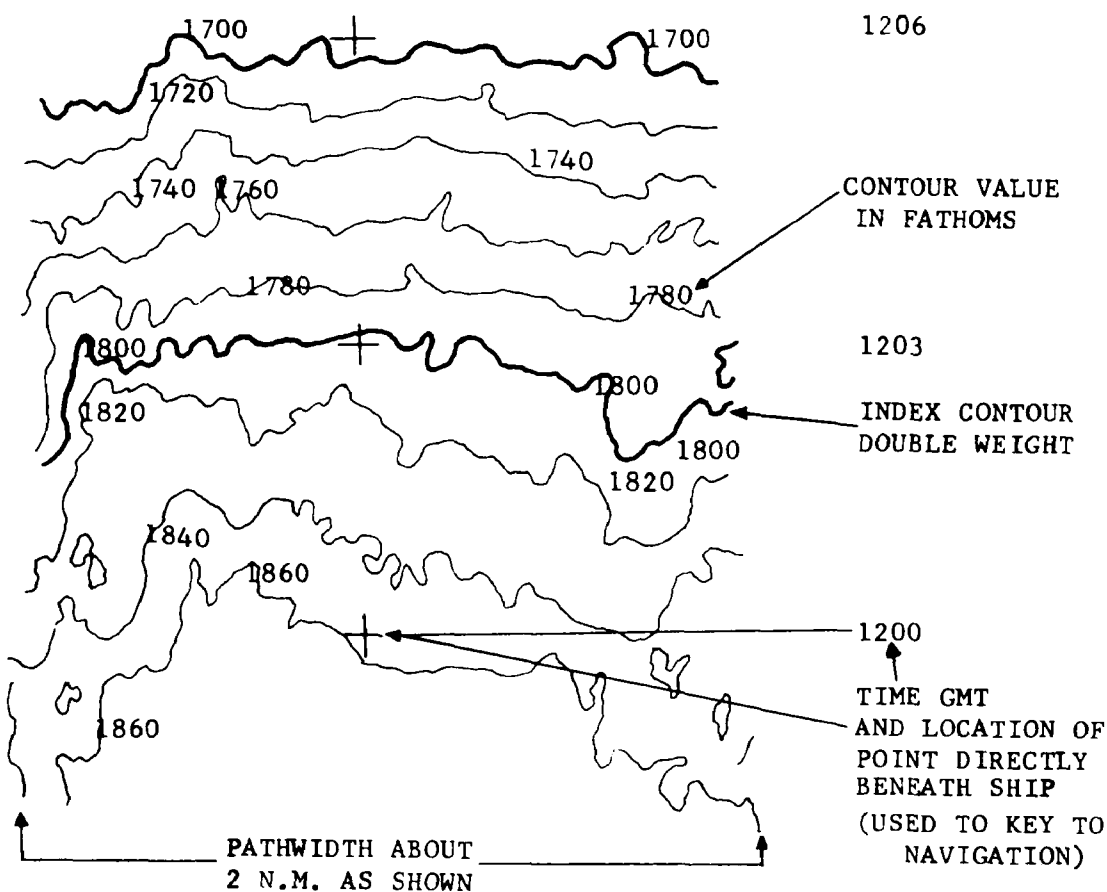 1700
1700
1206
1720
1740
1740
1760
CONTOUR VALUE
IN FATHOMS
1780
1780
1800
1203
1800
1820
INDEX CONTOUR
DOUBLE WEIGHT
1800
1820
1840
1860
1200
TIME GMT
AND LOCATION OF
POINT DIRECTLY
BENEATH SHIP
(USED TO KEY TO
NAVIGATION)
1860
PATHWIDTH ABOUT
2 N.M. AS SHOWN